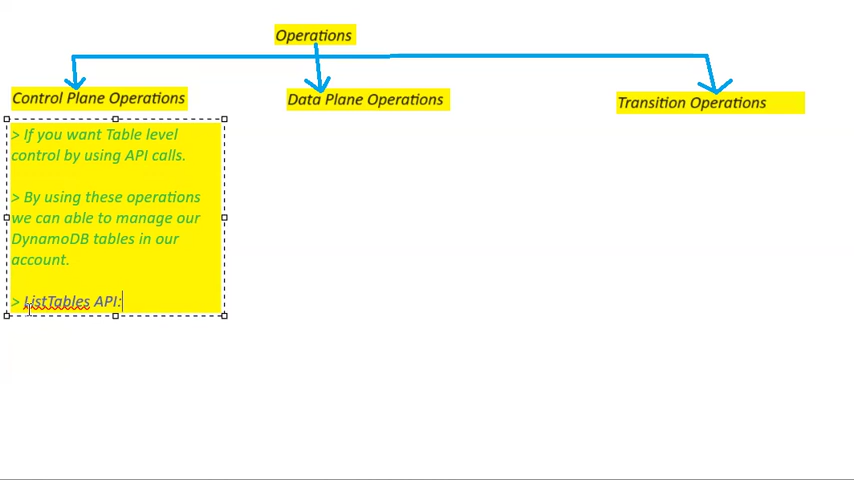 Operations
Control Plane Operations
Data Plane Operations
Transition Operations
> If you want Table level
control by using API calls.
> By using these operations
we can able to manage our
DynamoDB tables in our
account.
> ListTables API: